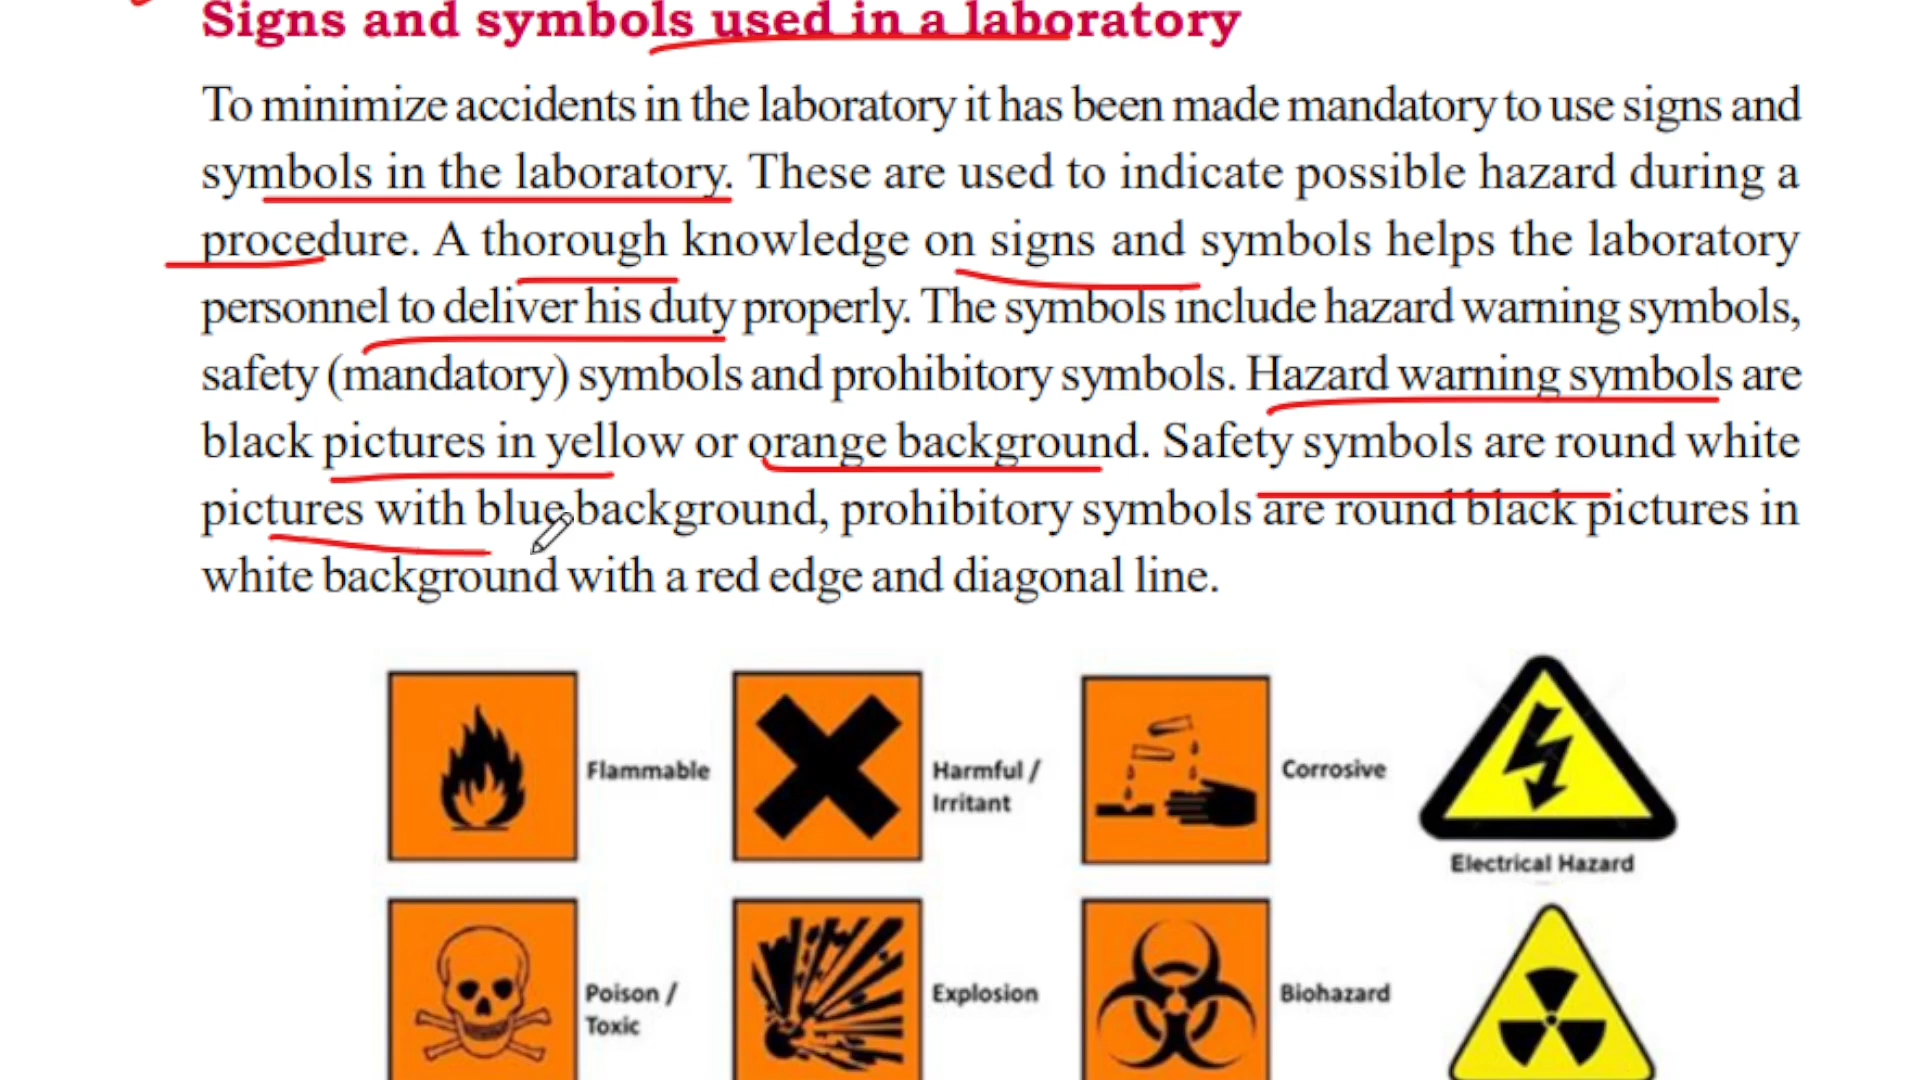 Signs and symbols used in a laboratory
To minimize accidents in the laboratory it has been made mandatory to use signs and
symbols in the laboratory. These are used to indicate possible hazard during a
procedure. A thorough knowledge on signs and symbols helps the laboratory
personnel to deliver his duty properly. The symbols include hazard warning symbols,
safety (mandatory) symbols and prohibitory symbols. Hazard warning symbols are
black pictures in yellow or orange background. Safety symbols are round white
pictures with blue background, prohibitory symbols are round black pictures in
white background with a red edge and diagonal line.
Flammable
Harmful /
Irritant
Corrosive
Electrical Hazard
Poison /
Toxic
Explosion
Biohazard